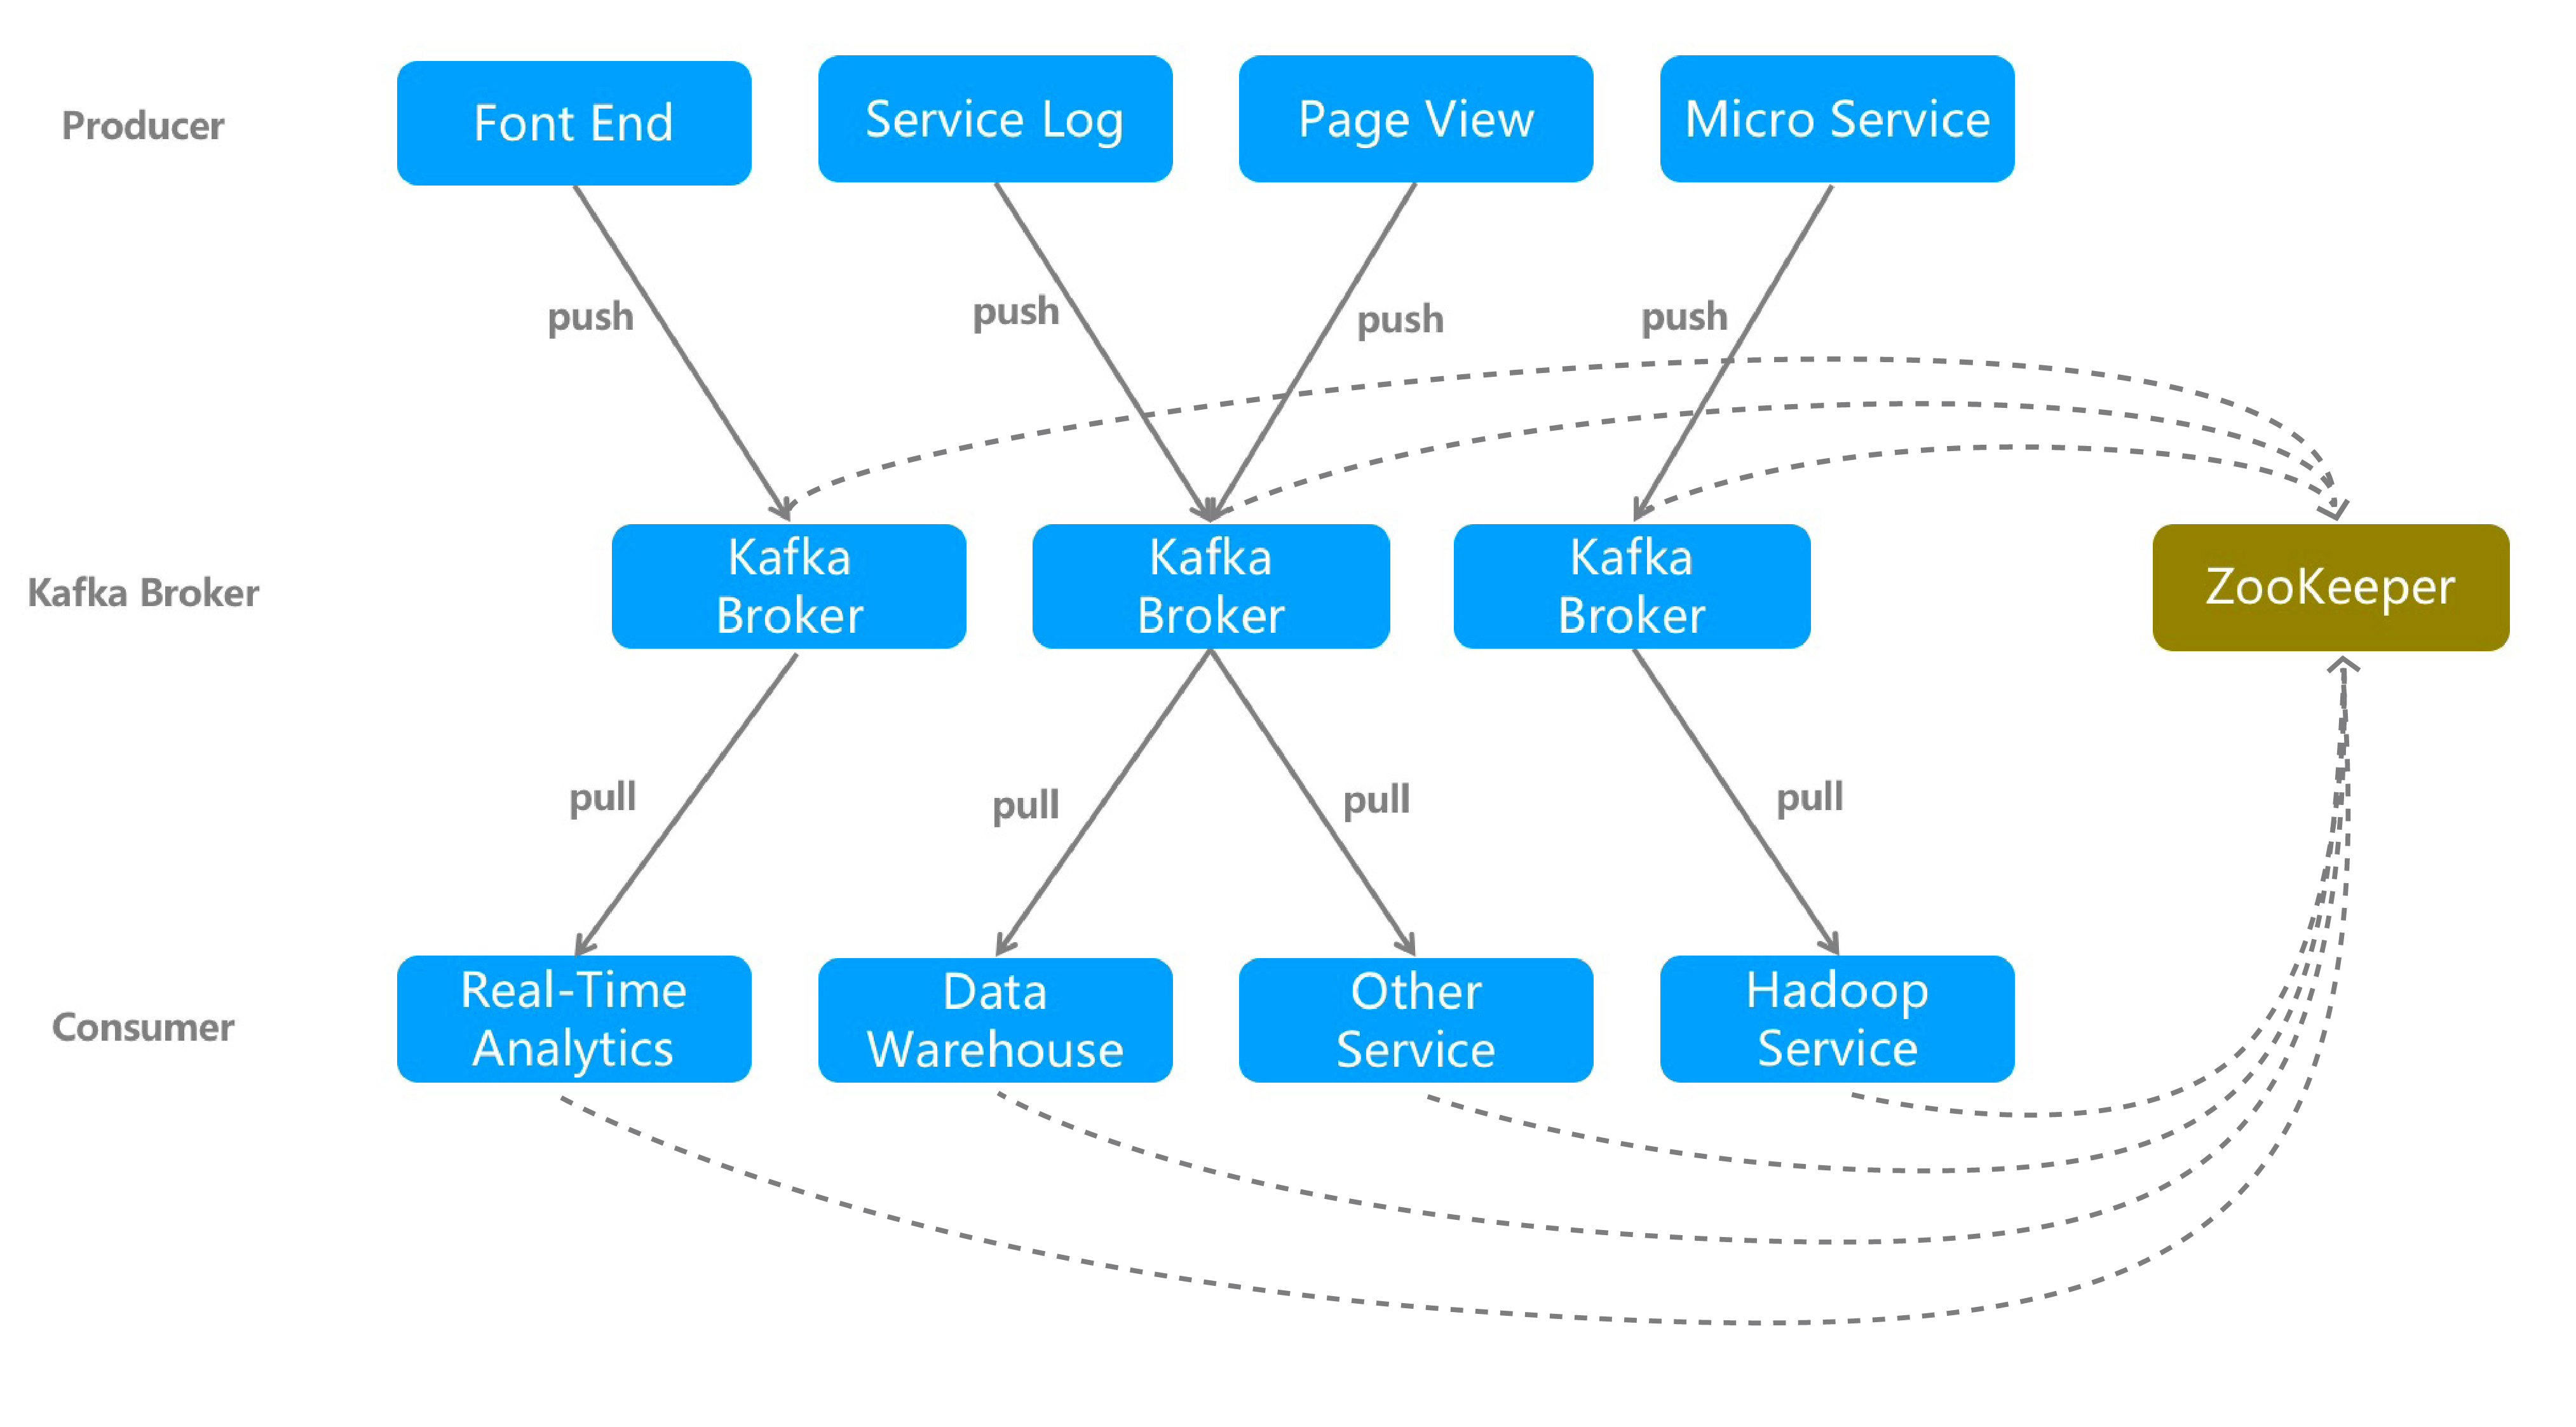 Producer
Font End
Service Log
Page View
Micro Service
push
push
push
push
Kafka Broker
Kafka
Broker
Kafka
Broker
Kafka
Broker
ZooKeeper
pull
pull
pull
pull
Consumer
Real-Time
Analytics
Data
Warehouse
Other
Service
Hadoop
Service